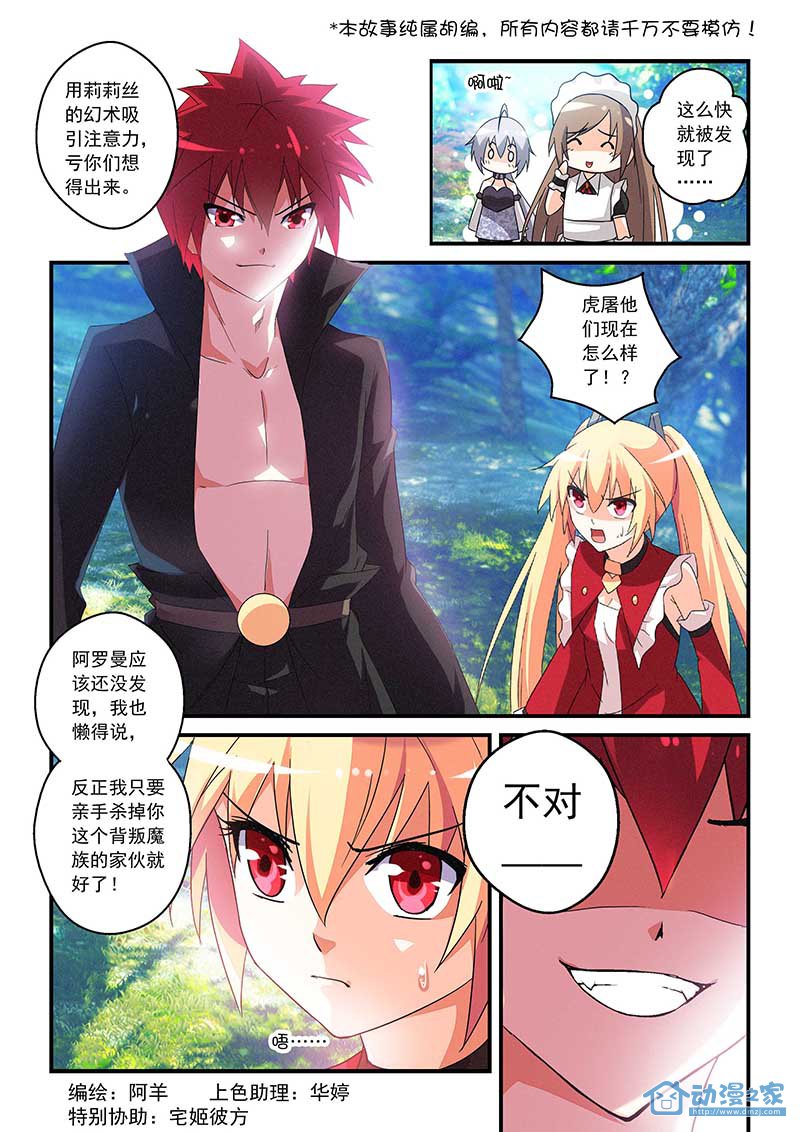 *本故事纯属胡编，所有内容都请千万不要模仿！
用莉莉丝
的幻术吸
引注意力，
亏你们想
得出来。
啊啦~
这么快
就被发
现了
……
虎屠他
们现在
怎么样
了！？
阿罗曼应
该还没发
现，我也
懒得说，
反正我只要
亲手杀掉你
这个背叛魔
族的家伙就
好了！
唔……
不对
——
编绘：阿羊 上色助理：华婷
特别协助：宅姬彼方
动漫之家
http://www.dmzj.com